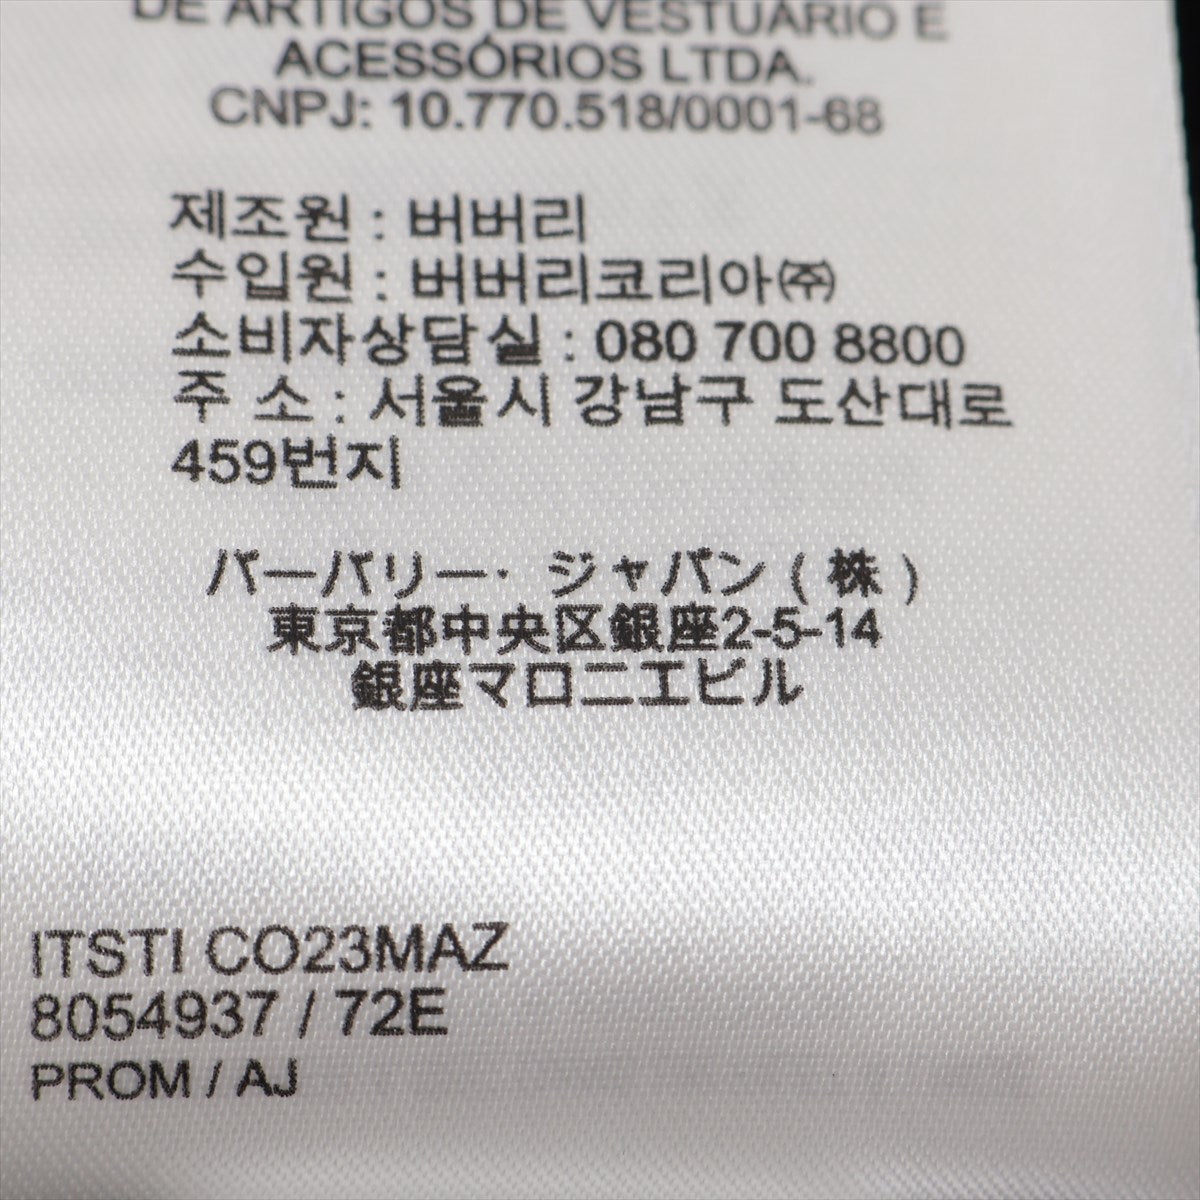 DE ARTIGOS DE VESTUÁRIO E
ACESSÓRIOS LTDA.
CNPJ: 10.770.518/0001-68
제조원 : 버버리
수입원 : 버버리코리아㈜
소비자상담실 : 080 700 8800
주 소 : 서울시 강남구 도산대로
459번지
バーバリー・ジャパン ( 株 )
東京都中央区銀座2-5-14
銀座マロニエビル
ITSTI CO23MAZ
8054937 / 72E
PROM / AJ